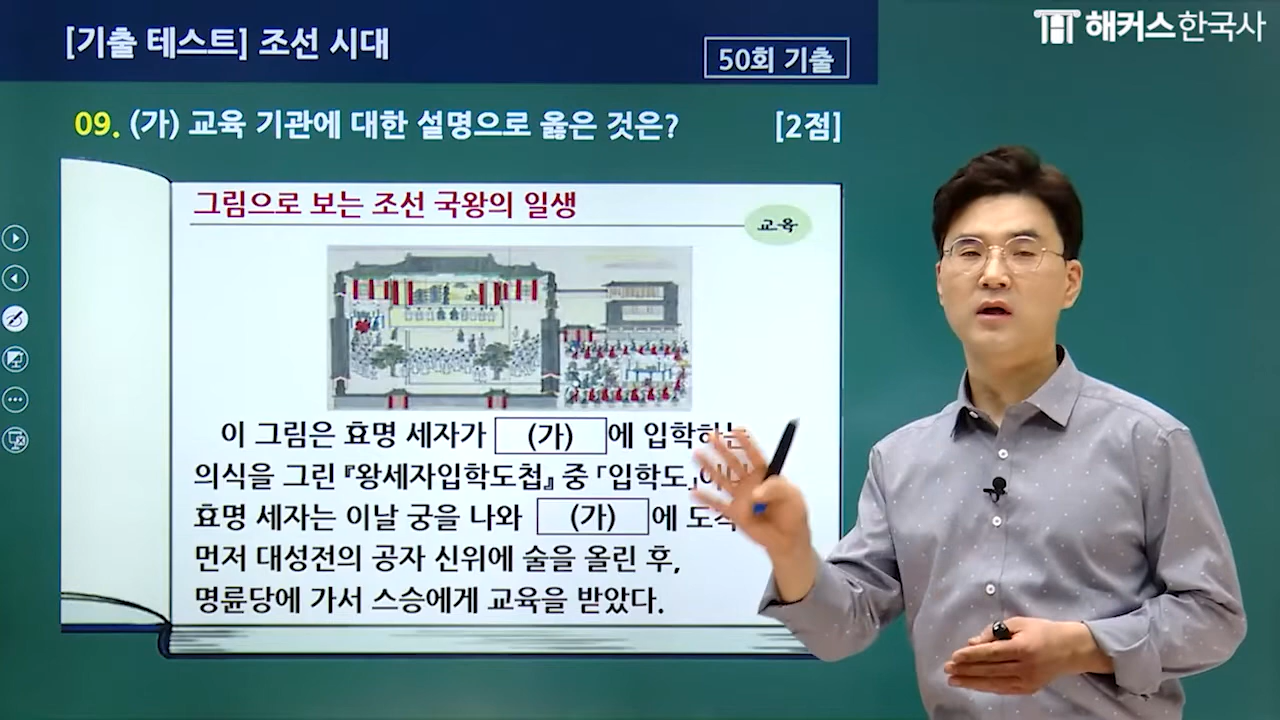 [기출 테스트] 조선 시대
50회 기출
해커스한국사
09. (가) 교육 기관에 대한 설명으로 옳은 것은? [2점]
그림으로 보는 조선 국왕의 일생
교육
이 그림은 효명 세자가 (가) 에 입학하는
의식을 그린 『왕세자입학도첩』 중 「입학도」
효명 세자는 이날 궁을 나와 (가) 에
먼저 대성전의 공자 신위에 술을 올린 후,
명륜당에 가서 스승에게 교육을 받았다.